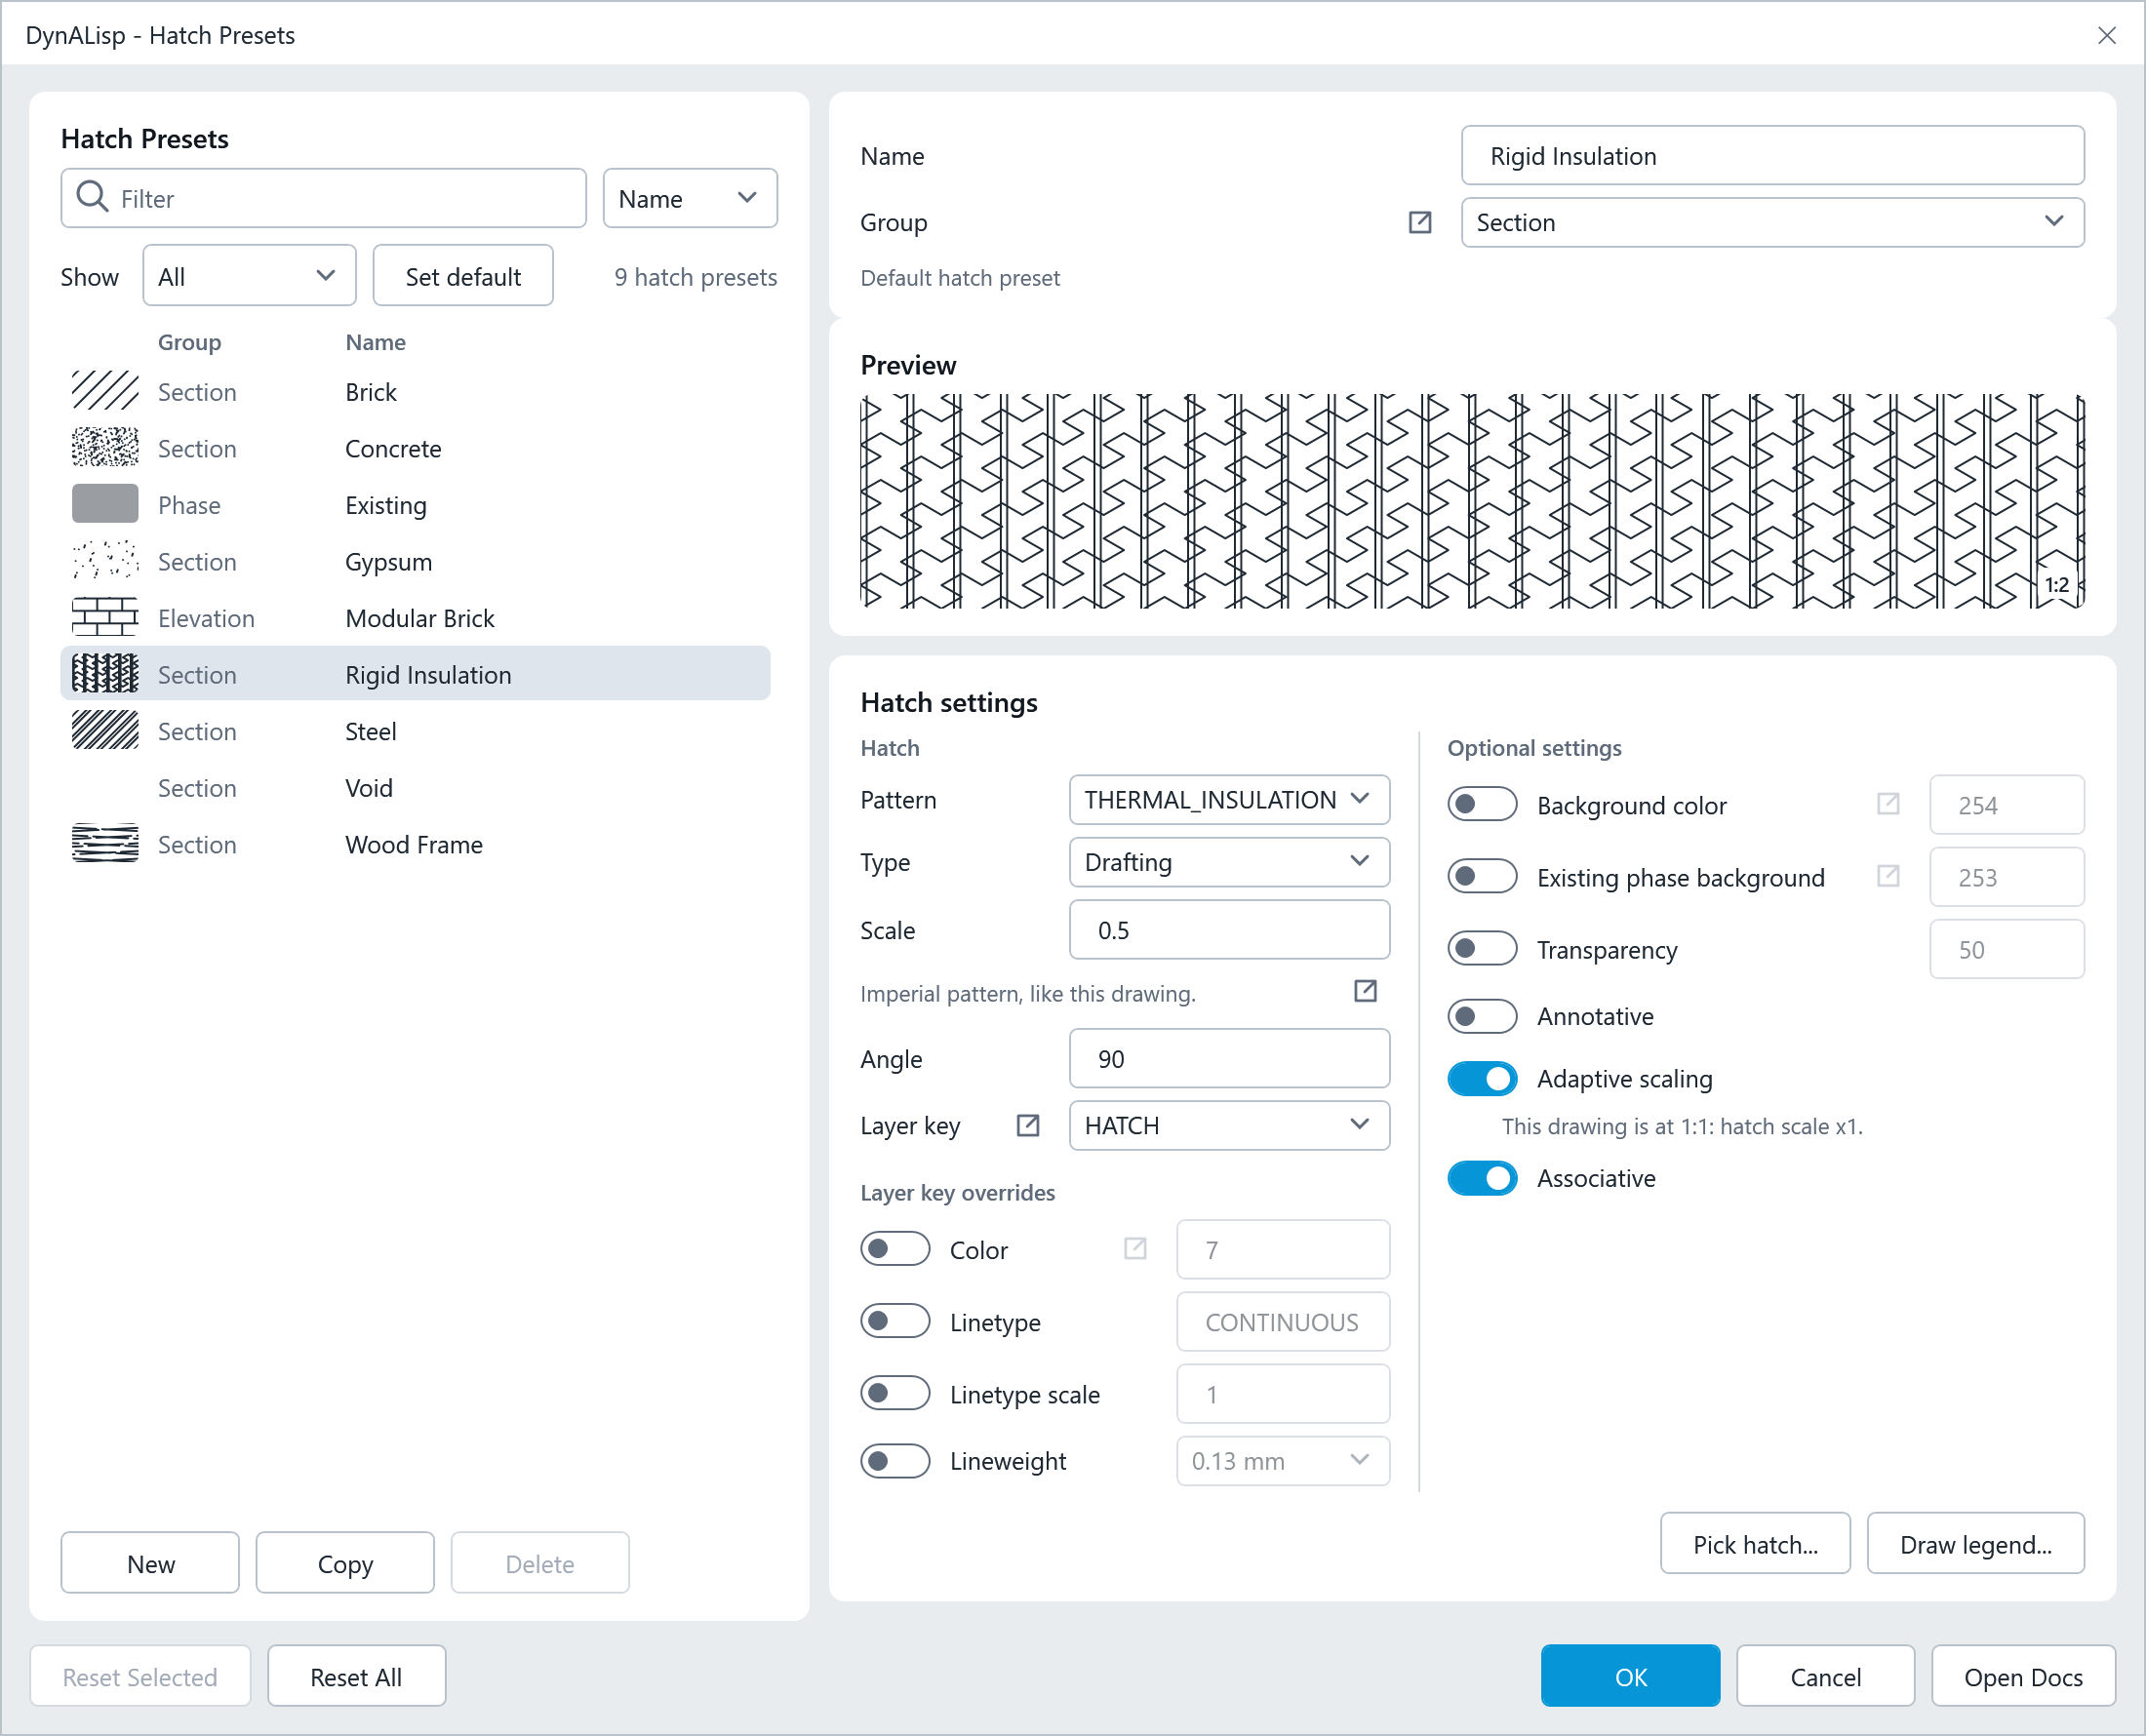 DynALisp - Hatch Presets
Hatch Presets
Filter
Name
Show
All
Set default
9 hatch presets
Group Name
Section Brick
Section Concrete
Phase Existing
Section Gypsum
Elevation Modular Brick
Section Rigid Insulation
Section Steel
Section Void
Section Wood Frame
New
Copy
Delete
Name
Rigid Insulation
Group
Section
Default hatch preset
Preview
1:2
Hatch settings
Hatch
Pattern
THERMAL_INSULATION
Type
Drafting
Scale
0.5
Imperial pattern, like this drawing.
Angle
90
Layer key
HATCH
Layer key overrides
Color
7
Linetype
CONTINUOUS
Linetype scale
1
Lineweight
0.13 mm
Optional settings
Background color
254
Existing phase background
253
Transparency
50
Annotative
Adaptive scaling
This drawing is at 1:1: hatch scale x1.
Associative
Pick hatch...
Draw legend...
Reset Selected
Reset All
OK
Cancel
Open Docs